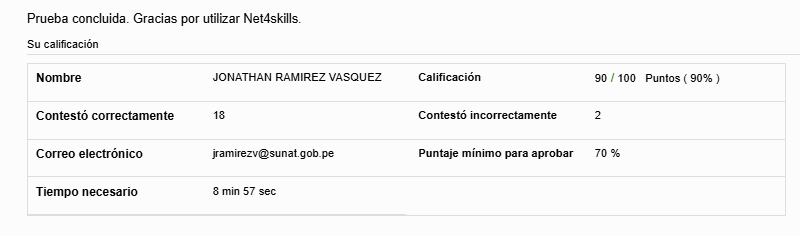 Prueba concluida. Gracias por utilizar Net4skills.
Su calificación
Nombre JONATHAN RAMIREZ VASQUEZ Calificación 90 / 100 Puntos ( 90% )
Contestó correctamente 18 Contestó incorrectamente 2
Correo electrónico jramirezv@sunat.gob.pe Puntaje mínimo para aprobar 70 %
Tiempo necesario 8 min 57 sec